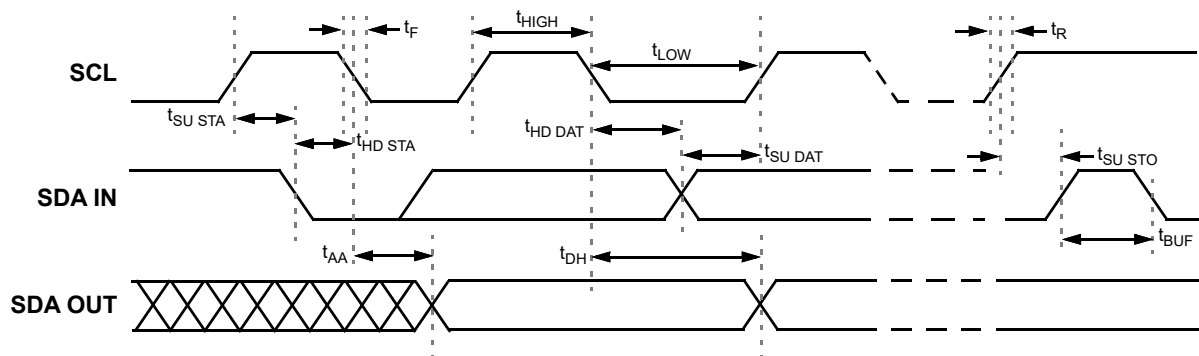 tF
tHIGH
tR
tLOW
SCL
tSU STA
tHD STA
tHD DAT
tSU DAT
tSU STO
SDA IN
tBUF
tAA
tDH
SDA OUT